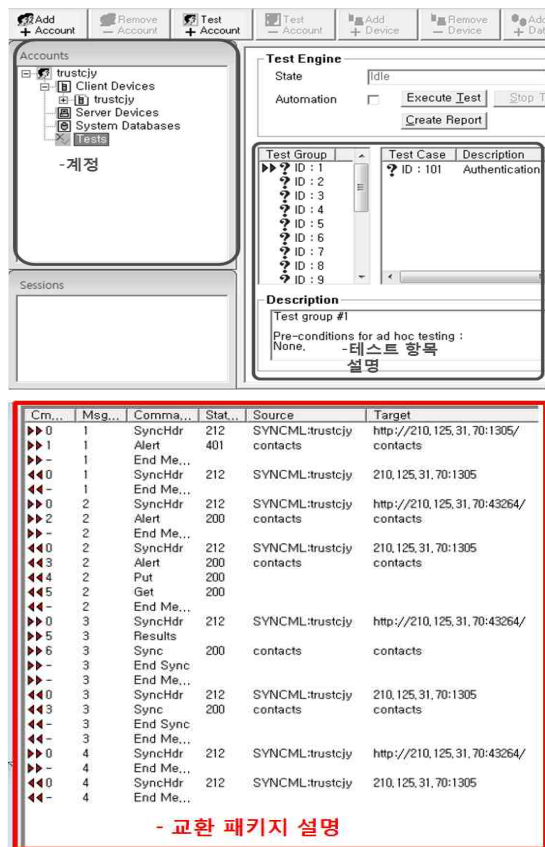 Add Account
Remove Account
Test Account
Test Account
Add Device
Remove Device
Add
Accounts
trustcjy
Client Devices
trustcjy
Server Devices
System Databases
Tests
-계정
Sessions
Test Engine
State Idle
Automation Execute Test Stop T
Create Report
Test Group Test Case Description
ID : 1 ID : 101 Authentication
ID : 2
ID : 3
ID : 4
ID : 5
ID : 6
ID : 7
ID : 8
ID : 9
Description
Test group #1
Pre-conditions for ad hoc testing :
None.
-테스트 항목
설명
Cm... Msg... Comma... Stat... Source Target
0 1 SyncHdr 212 SYNCML:trustcjy http://210.125.31.70:1305/
1 1 Alert 401 contacts contacts
- 1 End Me...
0 1 SyncHdr 212 SYNCML:trustcjy 210.125.31.70:1305
- 1 End Me...
0 2 SyncHdr 212 SYNCML:trustcjy http://210.125.31.70:43264/
2 2 Alert 200 contacts contacts
- 2 End Me...
0 2 SyncHdr 212 SYNCML:trustcjy 210.125.31.70:1305
3 2 Alert 200 contacts contacts
4 2 Put 200
5 2 Get 200
- 2 End Me...
0 3 SyncHdr 212 SYNCML:trustcjy http://210.125.31.70:43264/
5 3 Results
6 3 Sync 200 contacts contacts
- 3 End Sync
- 3 End Me...
0 3 SyncHdr 212 SYNCML:trustcjy 210.125.31.70:1305
3 3 Sync 200 contacts contacts
- 3 End Sync
- 3 End Me...
0 4 SyncHdr 212 SYNCML:trustcjy http://210.125.31.70:43264/
- 4 End Me...
0 4 SyncHdr 212 SYNCML:trustcjy 210.125.31.70:1305
- 4 End Me...
- 교환 패키지 설명